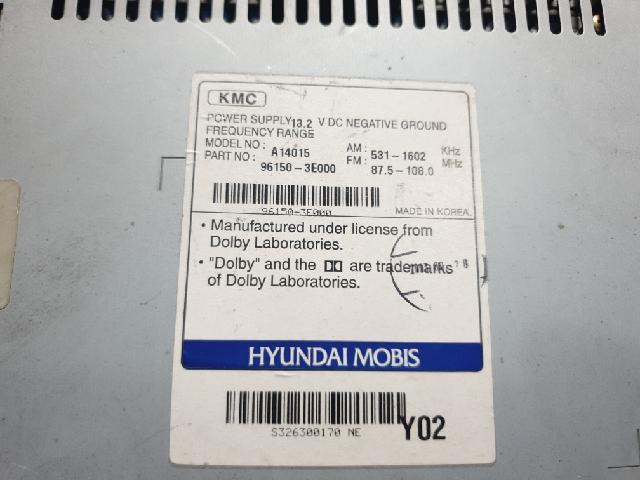 KMC
POWER SUPPLY 13.2 V DC NEGATIVE GROUND
FREQUENCY RANGE
MODEL NO : A14015 AM : 531-1602 KHz
PART NO : 96150-3E000 FM : 87.5-108.0 MHz
96150-3E000
MADE IN KOREA
• Manufactured under license from
Dolby Laboratories.
• "Dolby" and the are trademarks
of Dolby Laboratories.
HYUNDAI MOBIS
S326300170 NE
Y02